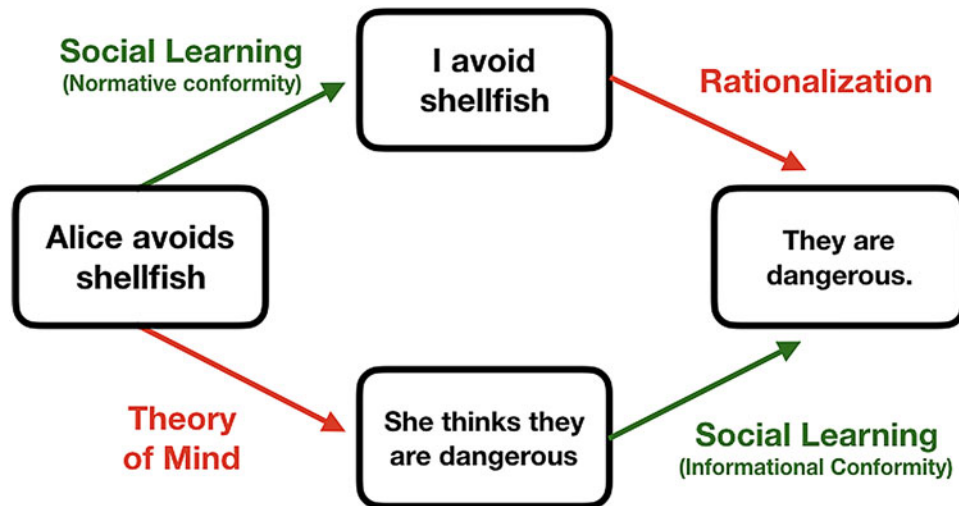 Social Learning
(Normative conformity)
I avoid
shellfish
Rationalization
Alice avoids
shellfish
They are
dangerous.
Theory
of Mind
She thinks they
are dangerous
Social Learning
(Informational Conformity)